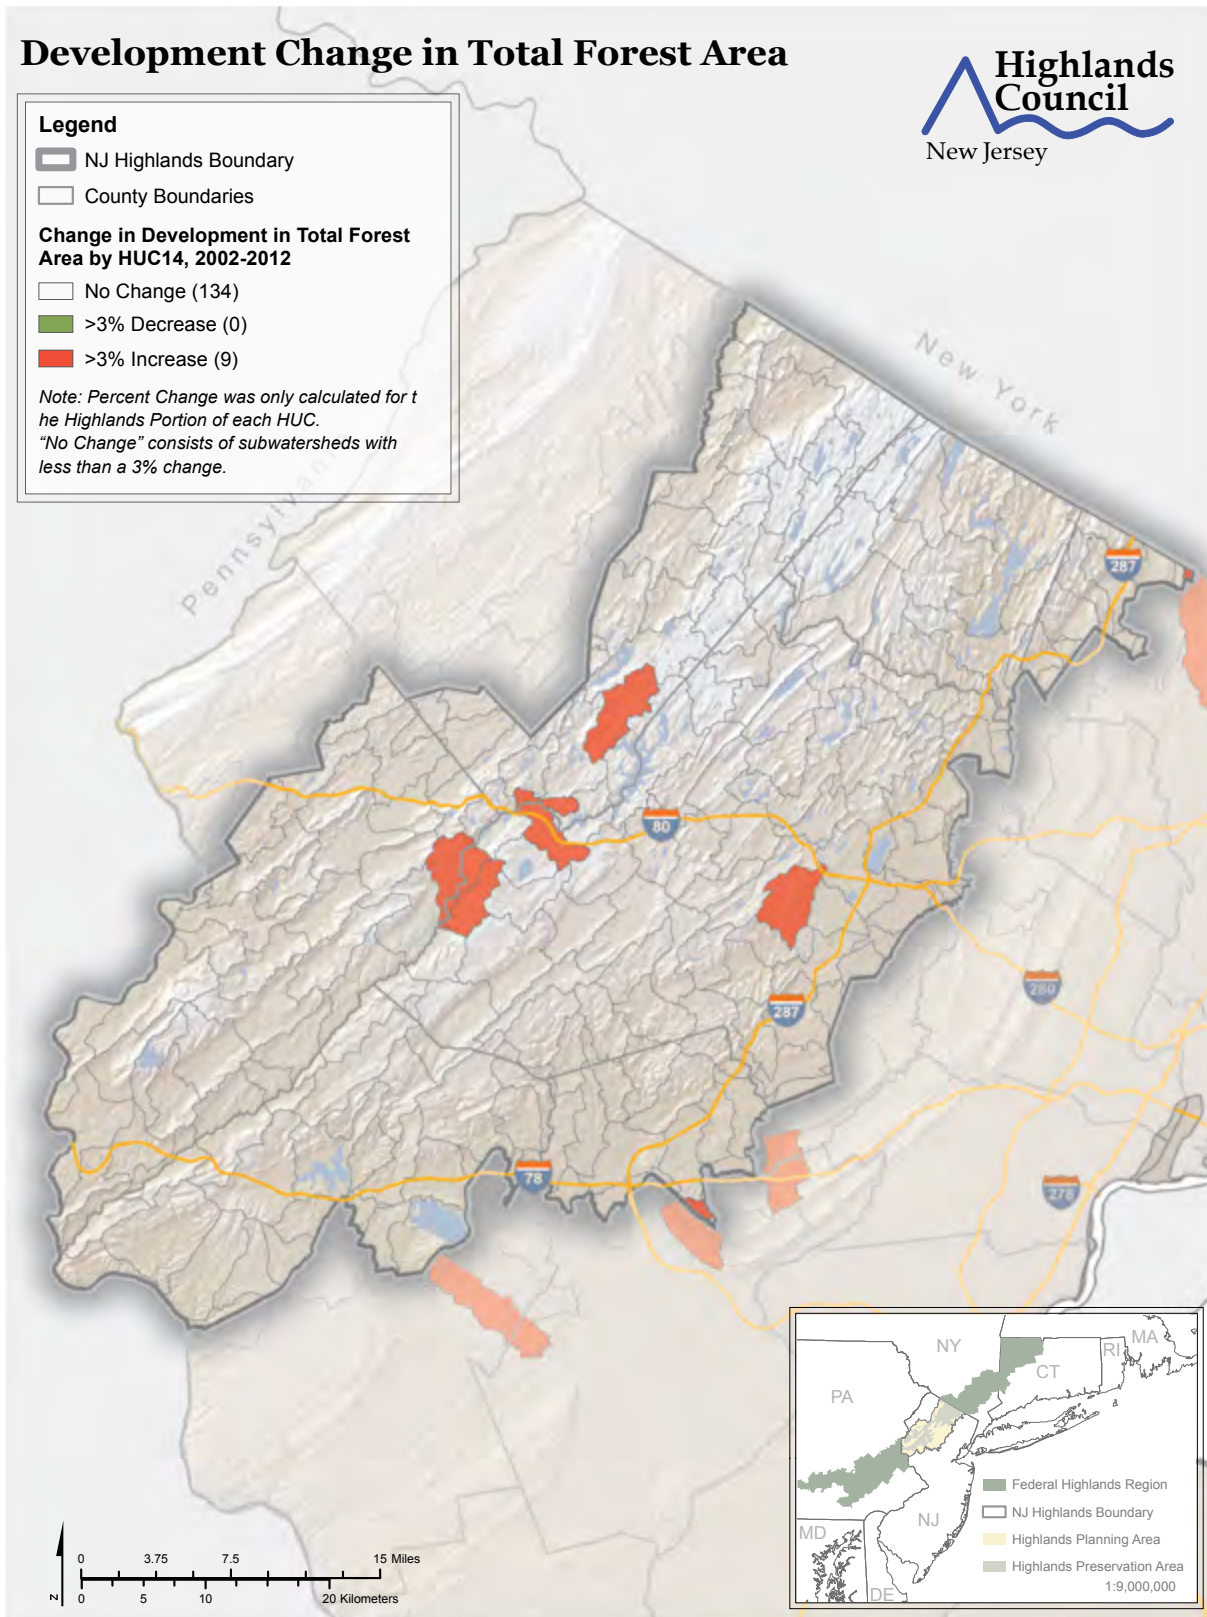 Development Change in Total Forest Area
Highlands
Council
New Jersey
Legend
NJ Highlands Boundary
County Boundaries
Change in Development in Total Forest
Area by HUC14, 2002-2012
No Change (134)
>3% Decrease (0)
>3% Increase (9)
Note: Percent Change was only calculated for t
he Highlands Portion of each HUC.
“No Change” consists of subwatersheds with
less than a 3% change.
Pennsylvan
New York
287
80
287
280
78
278
NY
MA
RI
CT
PA
NJ
MD
DE
Federal Highlands Region
NJ Highlands Boundary
Highlands Planning Area
Highlands Preservation Area
1:9,000,000
N
0 3.75 7.5 15 Miles
0 5 10 20 Kilometers